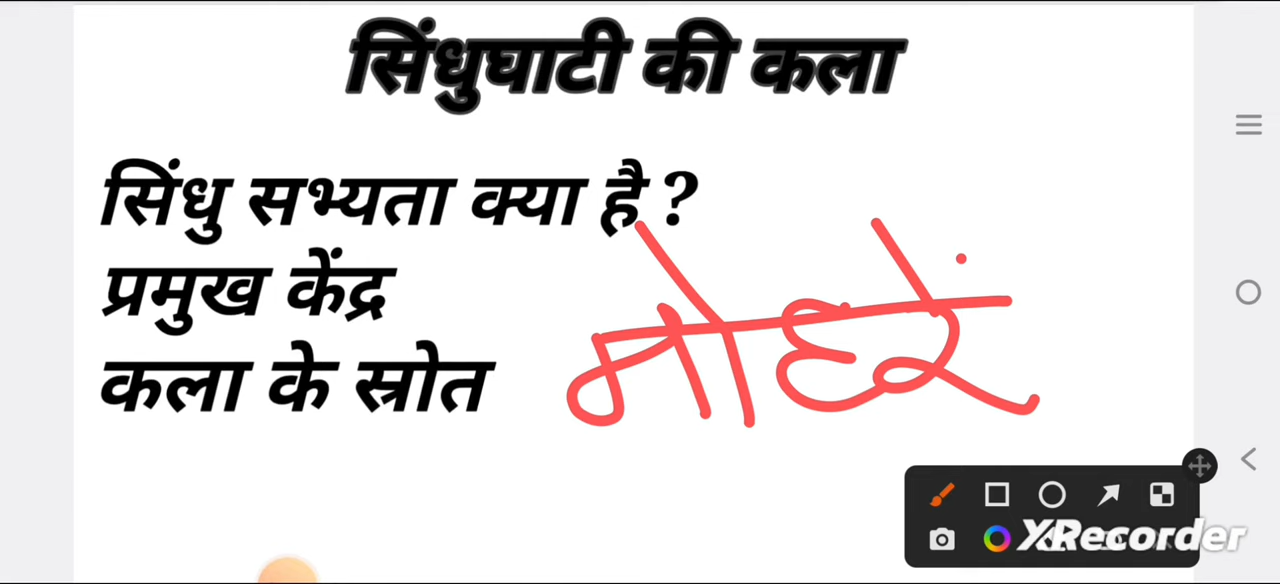 सिंधुघाटी की कला
सिंधु सभ्यता क्या है ?
प्रमुख केंद्र
कला के स्रोत
मोहरें
XRecorder